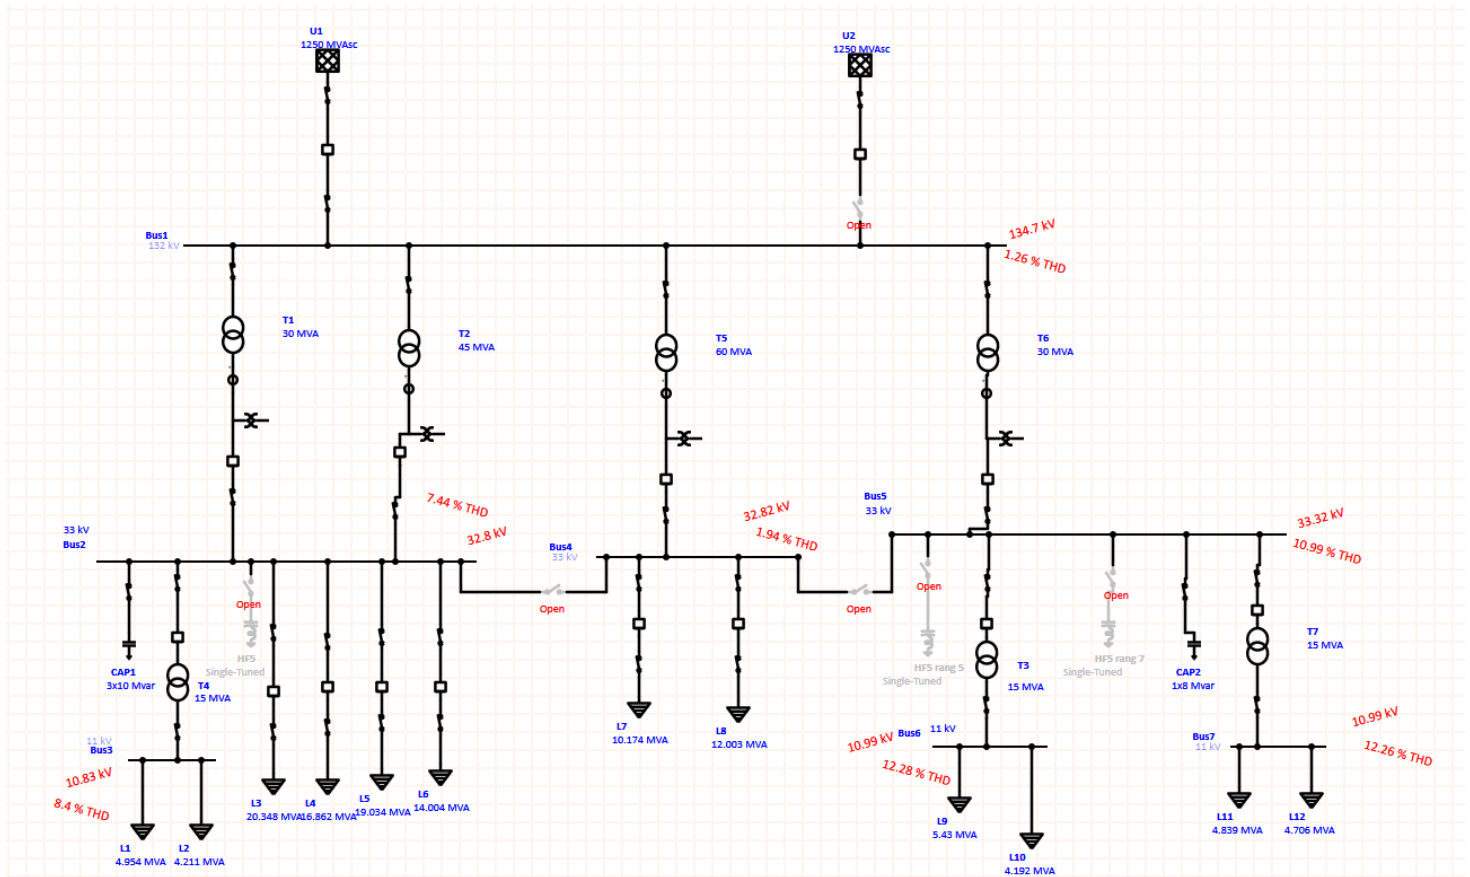 U1
1250 MVAsc
U2
1250 MVAsc
Open
Bus1
132 kV
134.7 kV
1.26 % THD
T1
30 MVA
T2
45 MVA
T5
60 MVA
T6
30 MVA
7.44 % THD
32.8 kV
33 kV
Bus2
Bus4
33 kV
32.82 kV
1.94 % THD
Bus5
33 kV
33.32 kV
10.99 % THD
Open
Open
Open
Open
Open
CAP1
3x10 Mvar
T4
15 MVA
HF5
Single-Tuned
HF5 rang 5
Single-Tuned
T3
15 MVA
HF5 rang 7
Single-Tuned
CAP2
1x8 Mvar
T7
15 MVA
11 kV
Bus3
10.83 kV
8.4 % THD
L1
4.954 MVA
L2
4.211 MVA
L3
20.348 MVA
L4
16.862 MVA
L5
19.034 MVA
L6
14.004 MVA
L7
10.174 MVA
L8
12.003 MVA
Bus6
11 kV
10.99 kV
12.28 % THD
L9
5.43 MVA
L10
4.192 MVA
Bus7
11 kV
10.99 kV
12.26 % THD
L11
4.839 MVA
L12
4.706 MVA